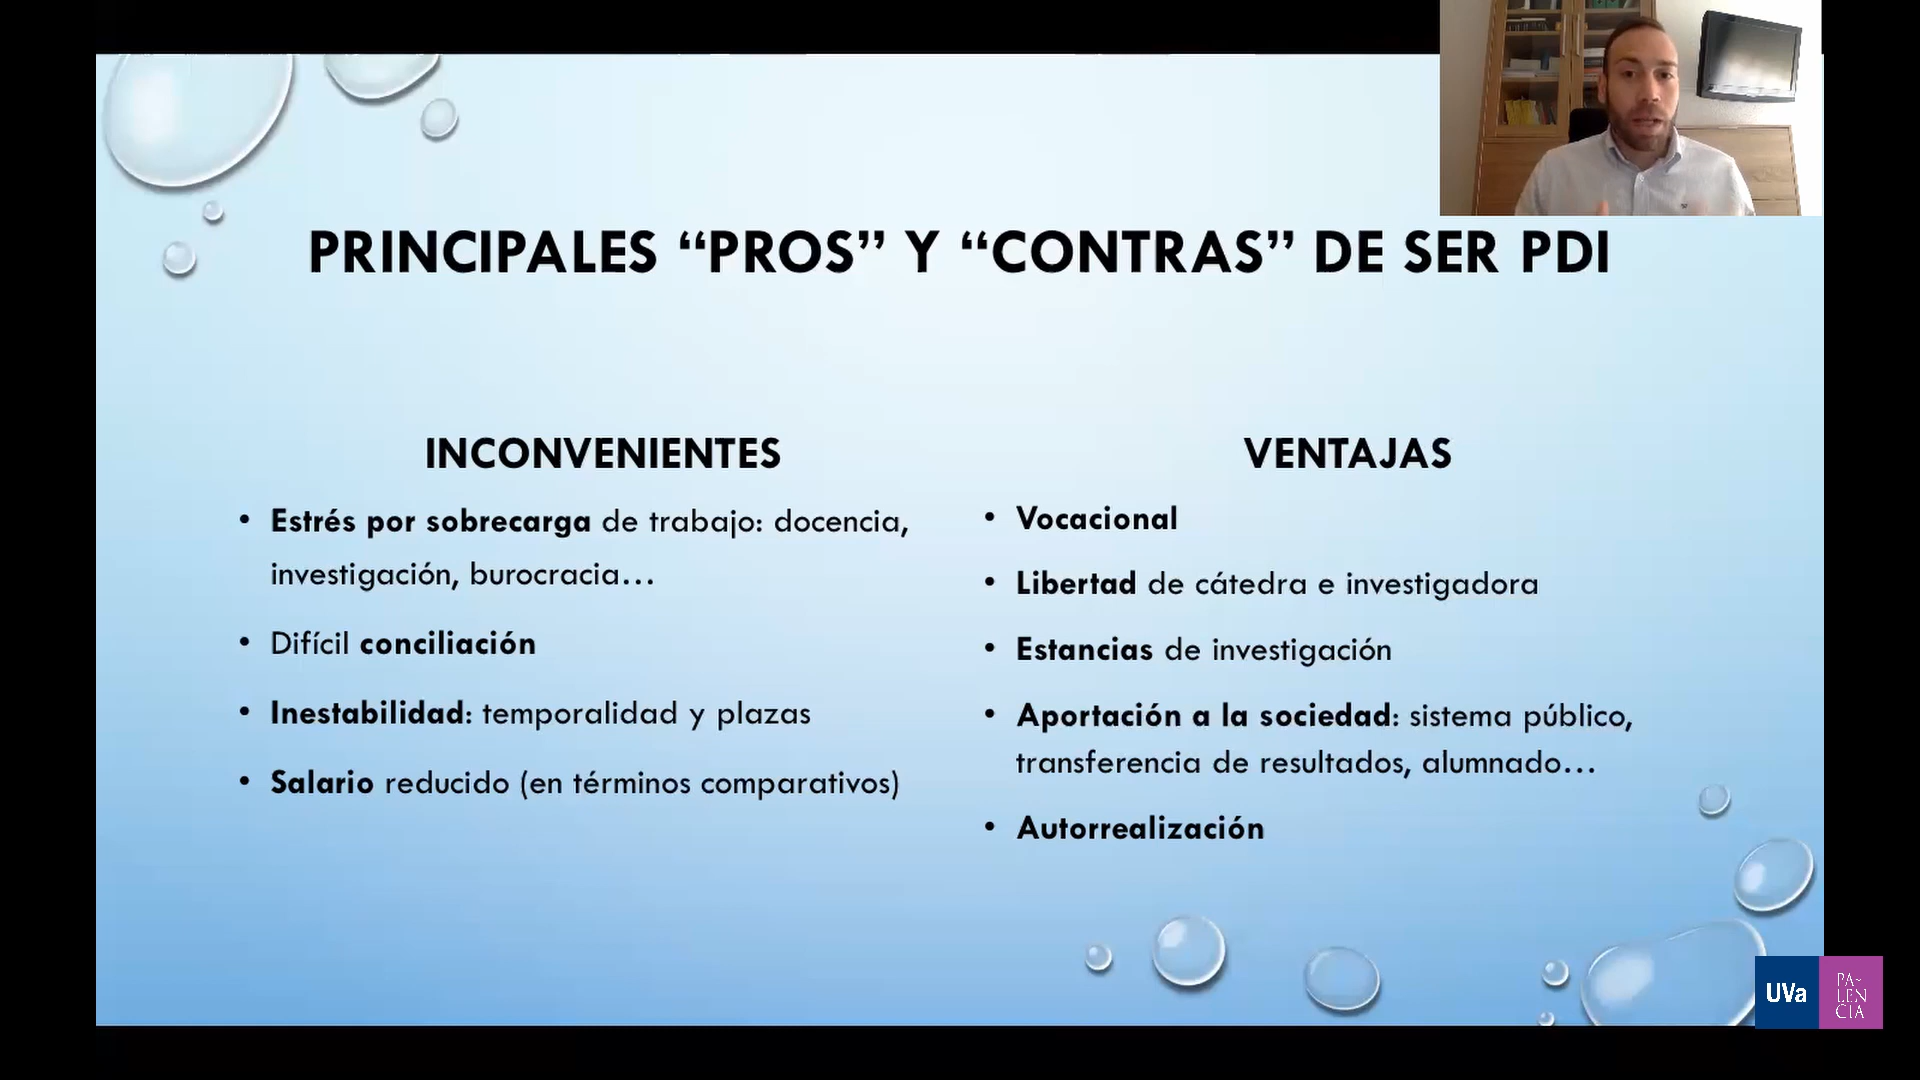 PRINCIPALES “PROS” Y “CONTRAS” DE SER PDI
INCONVENIENTES
• Estrés por sobrecarga de trabajo: docencia,
investigación, burocracia…
• Difícil conciliación
• Inestabilidad: temporalidad y plazas
• Salario reducido (en términos comparativos)
VENTAJAS
• Vocacional
• Libertad de cátedra e investigadora
• Estancias de investigación
• Aportación a la sociedad: sistema público,
transferencia de resultados, alumnado…
• Autorrealización
UVa
PA~
LEN
CIA